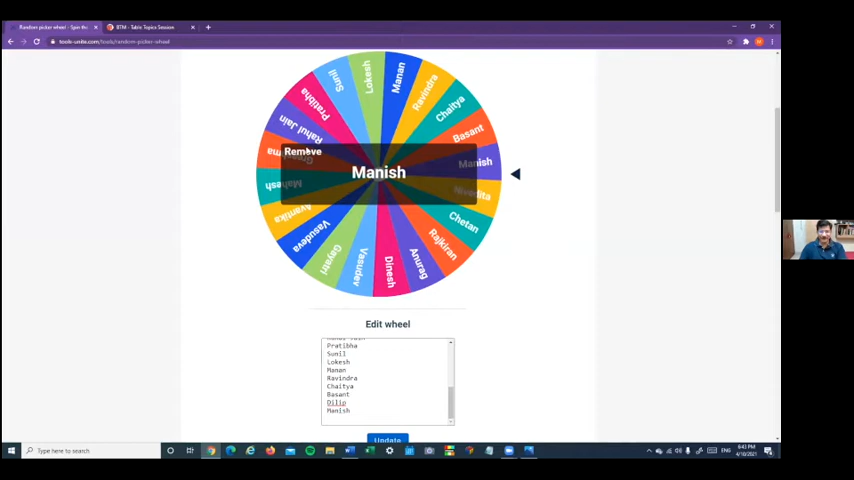 Random picker wheel - Spin the
BTM - Table Topics Session
tools-unite.com/tools/random-picker-wheel
Lokesh
Manan
Ravindra
Chaitya
Basant
Manish
Nivedita
Chetan
Rajkiran
Anurag
Dinesh
Vasudev
Gayatri
Vasudeva
Avantika
Mahesh
Rahul Jain
Pratibha
Sunil
Remove
Manish
Edit wheel
Pratibha
Sunil
Lokesh
Manan
Ravindra
Chaitya
Basant
Dilip
Manish
Update
Type here to search
ENG
6:43 PM
4/10/2021